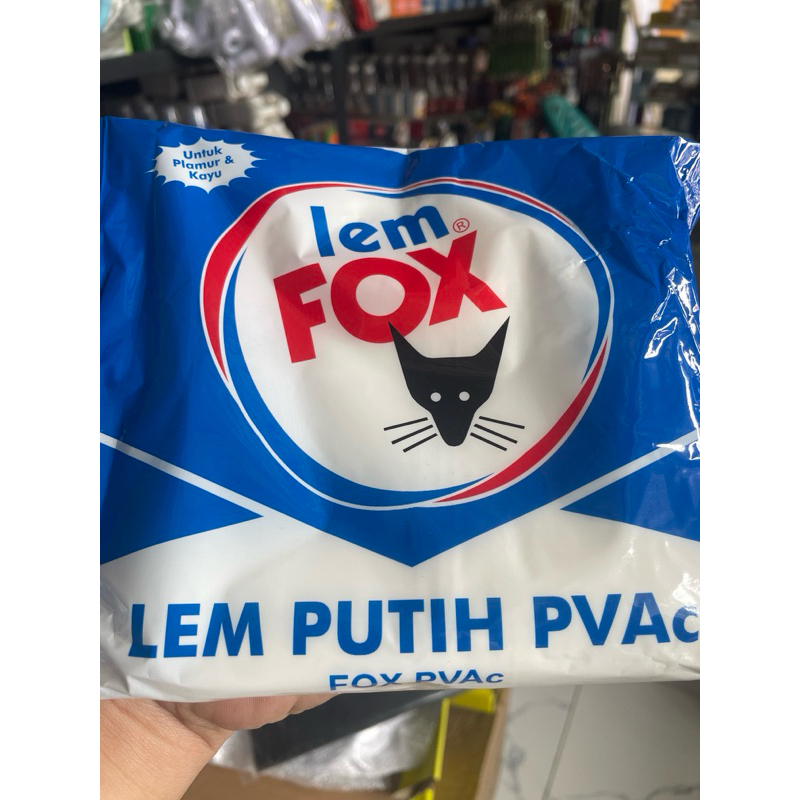 Untuk
Plamur &
Kayu
lem®
FOX
LEM PUTIH PVAc
FOX PVAc